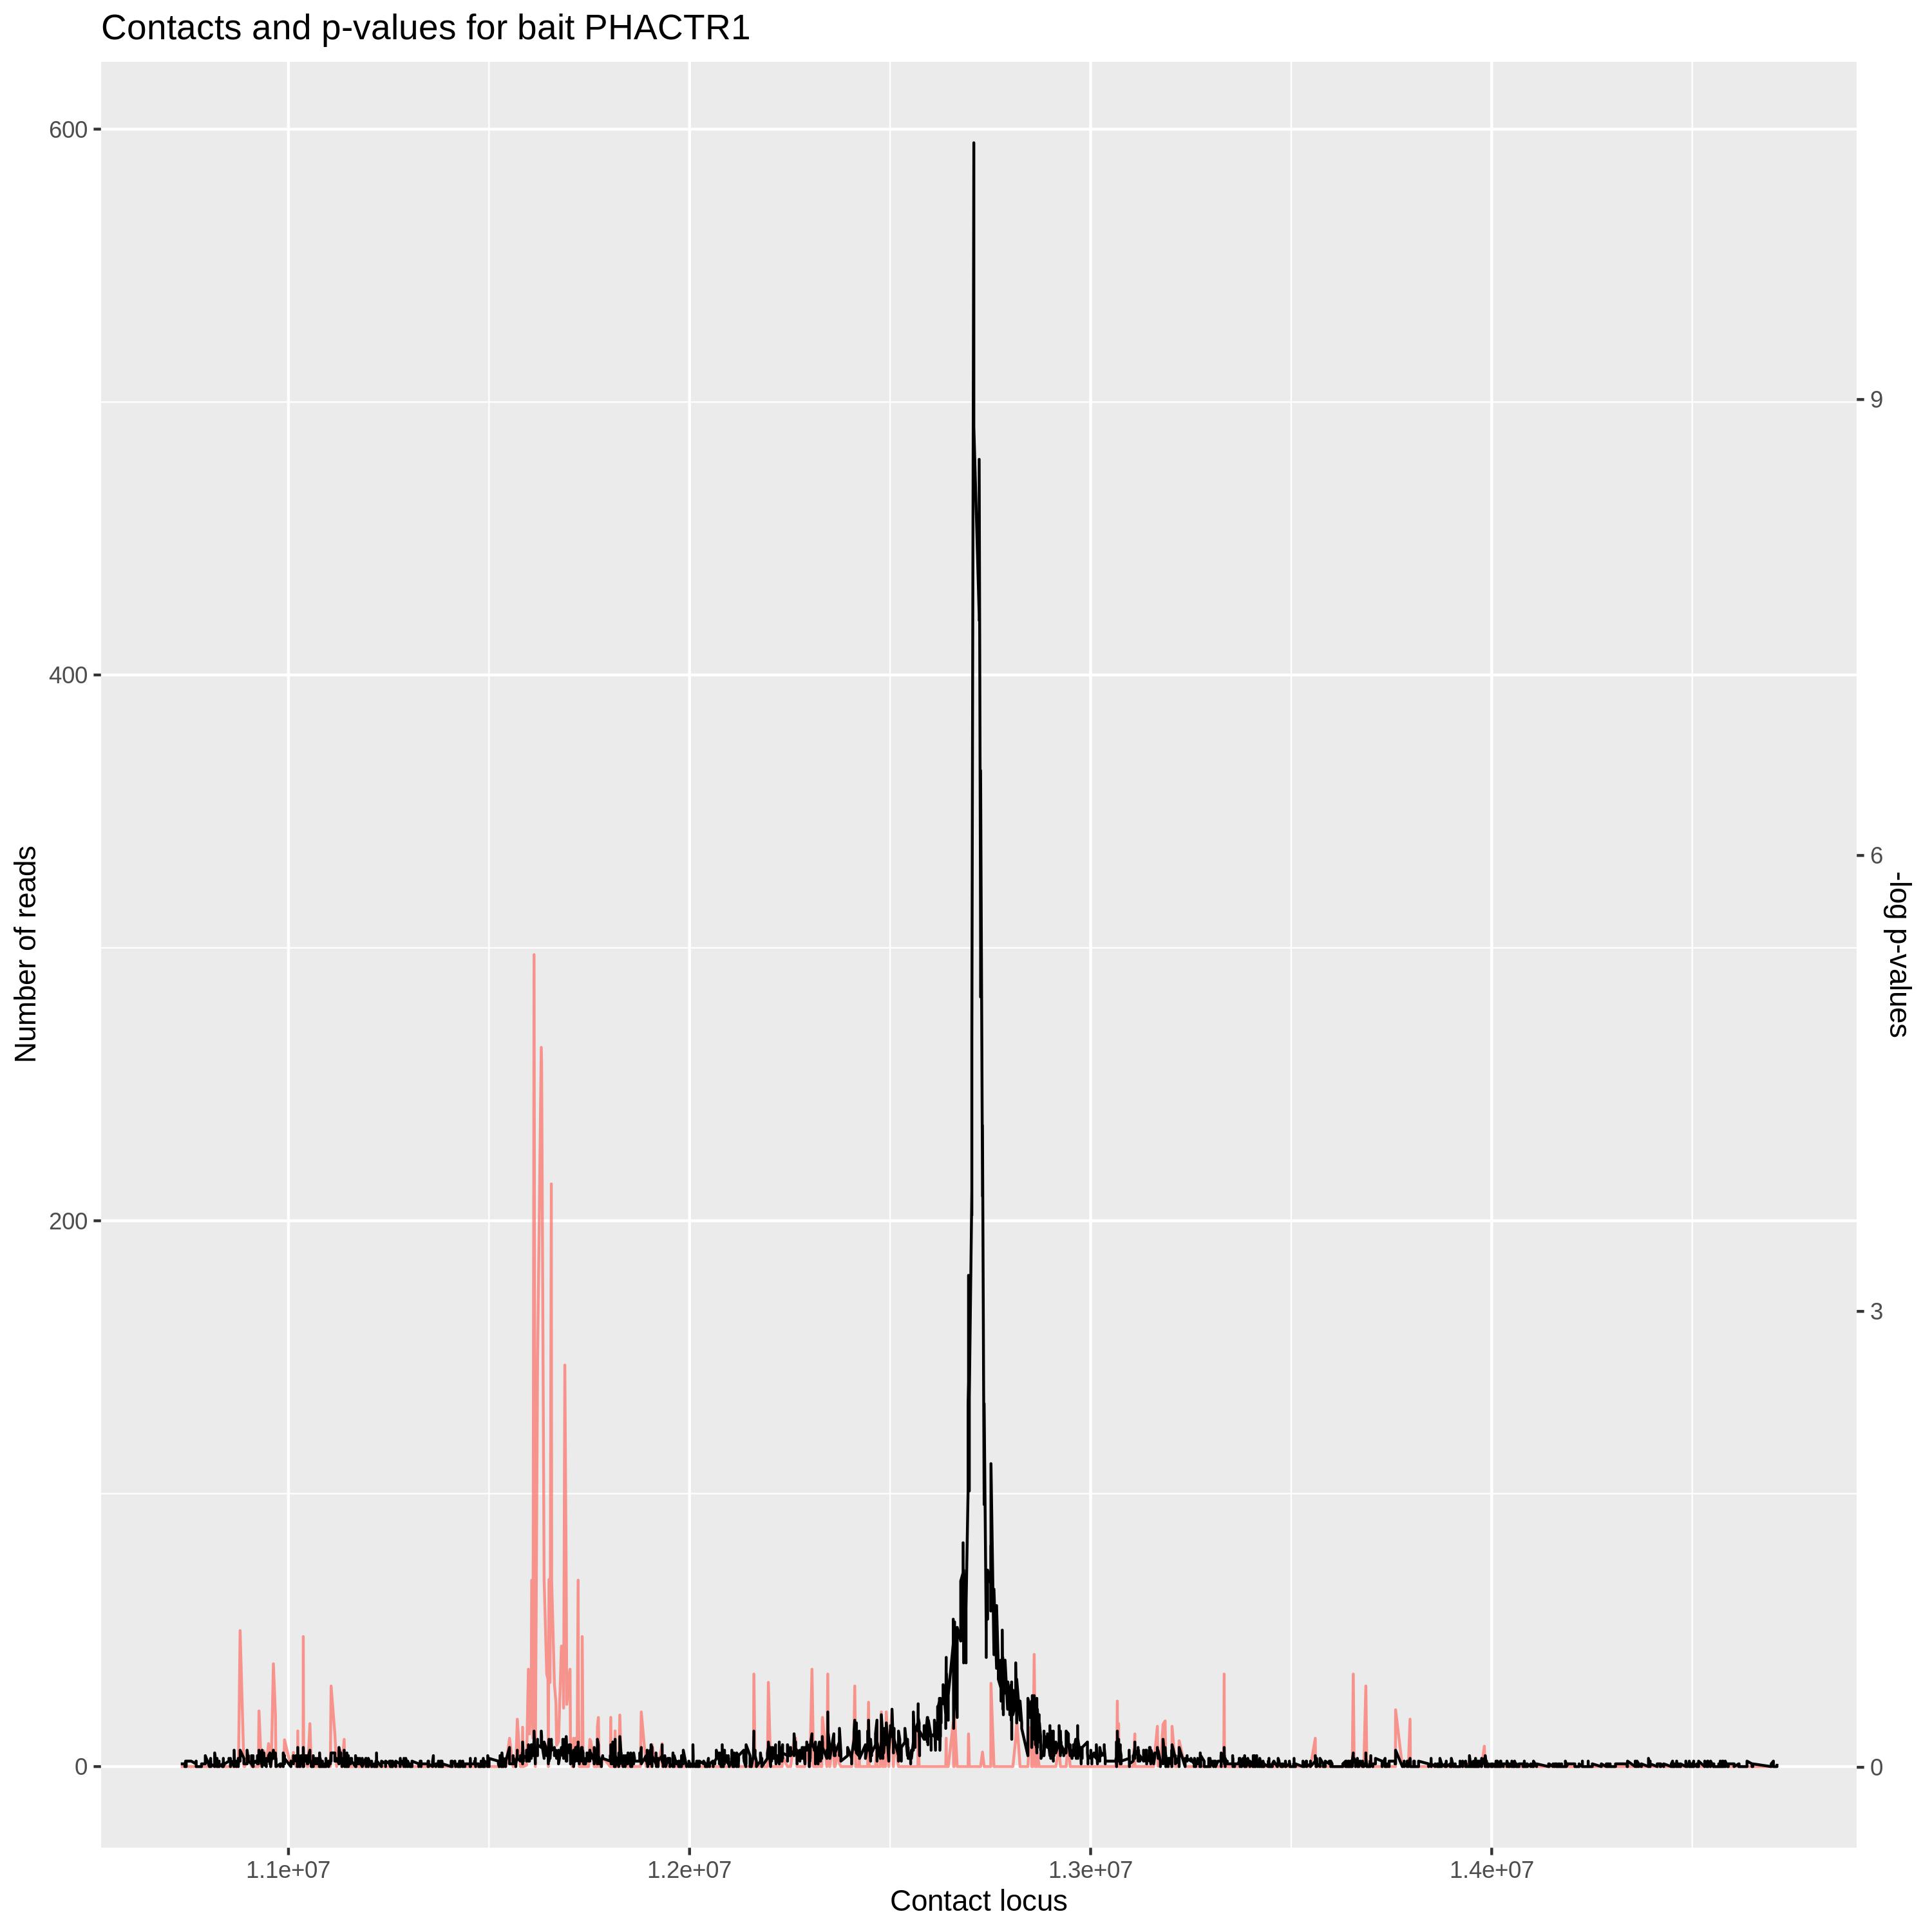 Contacts and p-values for bait PHACTR1
600
400
200
0
Number of reads
9
6
3
0
-log p-values
1.1e+07
1.2e+07
1.3e+07
1.4e+07
Contact locus